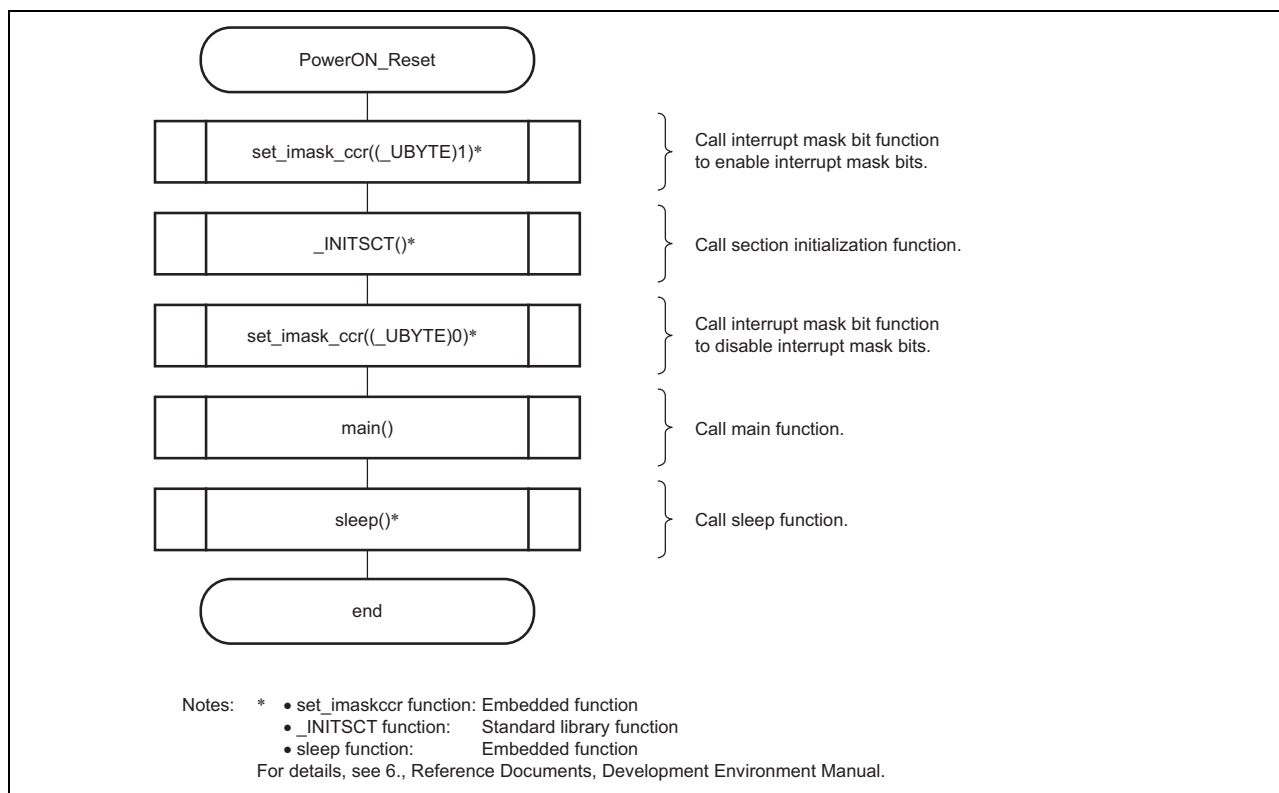 PowerON_Reset
set_imask_ccr((_UBYTE)1)*
Call interrupt mask bit function
to enable interrupt mask bits.
_INITSCT()*
Call section initialization function.
set_imask_ccr((_UBYTE)0)*
Call interrupt mask bit function
to disable interrupt mask bits.
main()
Call main function.
sleep()*
Call sleep function.
end
Notes: * • set_imaskccr function: Embedded function
• _INITSCT function: Standard library function
• sleep function: Embedded function
For details, see 6., Reference Documents, Development Environment Manual.